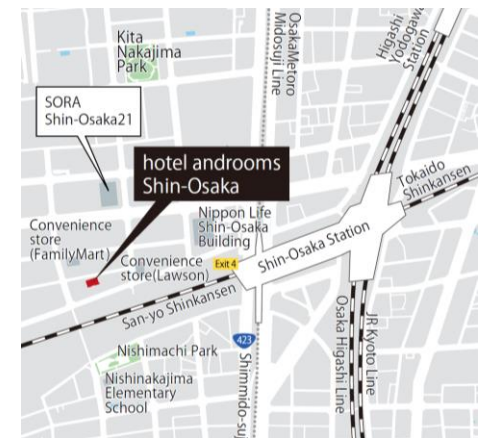 Kita
Nakajima
Park
OsakaMetoro
Midosuji Line
Higashi
Yodogawa
Station
SORA
Shin-Osaka21
hotel androoms
Shin-Osaka
Tokaido
Shinkansen
Nippon Life
Shin-Osaka
Building
Convenience
store
(FamilyMart)
Convenience
store(Lawson)
Exit 4
Shin-Osaka Station
San-yo Shinkansen
423
Nishimachi Park
Nishinakajima
Elementary
School
Shimmido-suj
Osaka Higashi Line
JR Kyoto Line